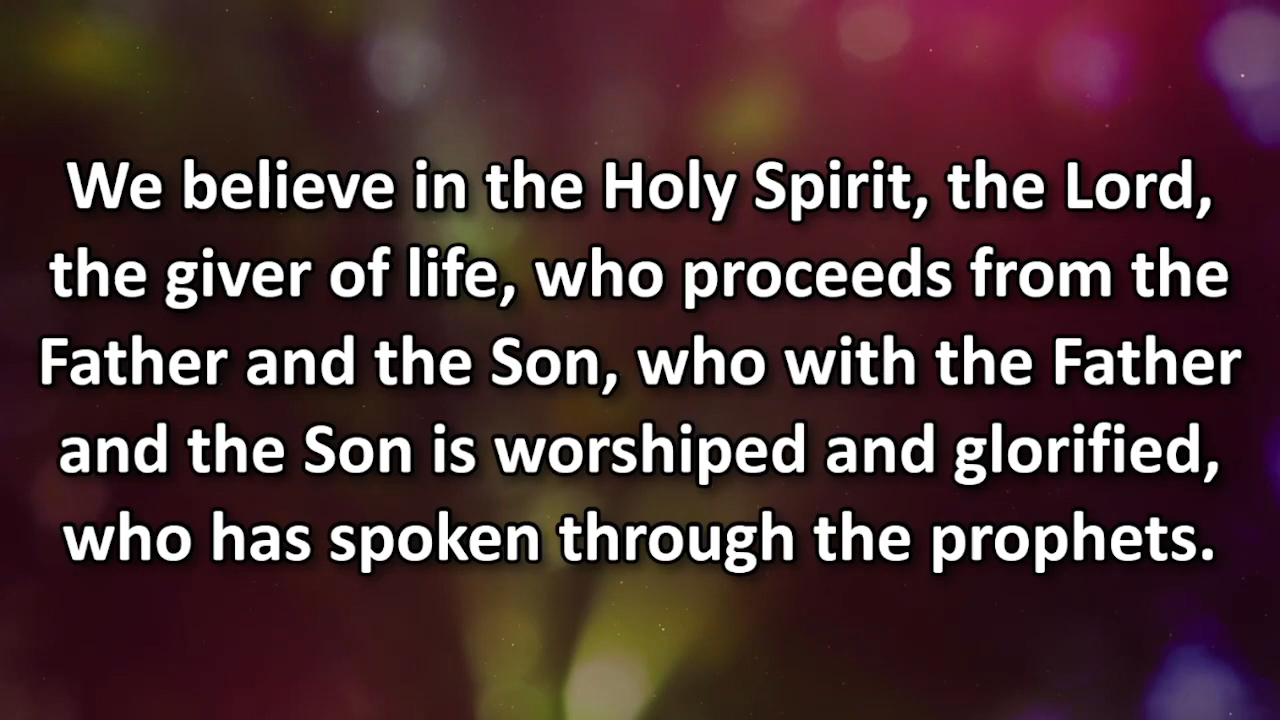 We believe in the Holy Spirit, the Lord,
the giver of life, who proceeds from the
Father and the Son, who with the Father
and the Son is worshiped and glorified,
who has spoken through the prophets.